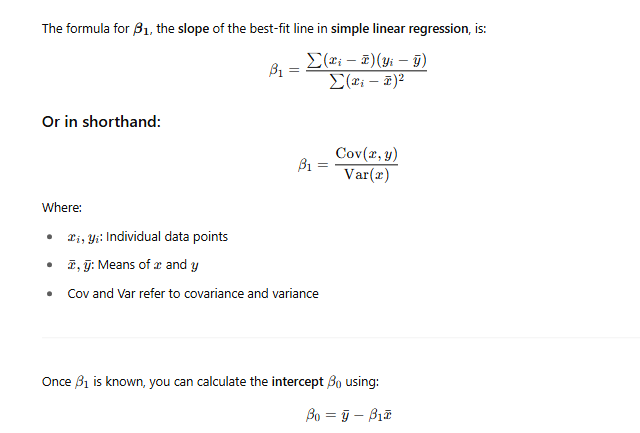 The formula for β₁, the slope of the best-fit line in simple linear regression, is:
β₁ = ∑(xᵢ − x̄)(yᵢ − ȳ) / ∑(xᵢ − x̄)²
Or in shorthand:
β₁ = Cov(x, y) / Var(x)
Where:
• xᵢ, yᵢ: Individual data points
• x̄, ȳ: Means of x and y
• Cov and Var refer to covariance and variance
Once β₁ is known, you can calculate the intercept β₀ using:
β₀ = ȳ − β₁x̄